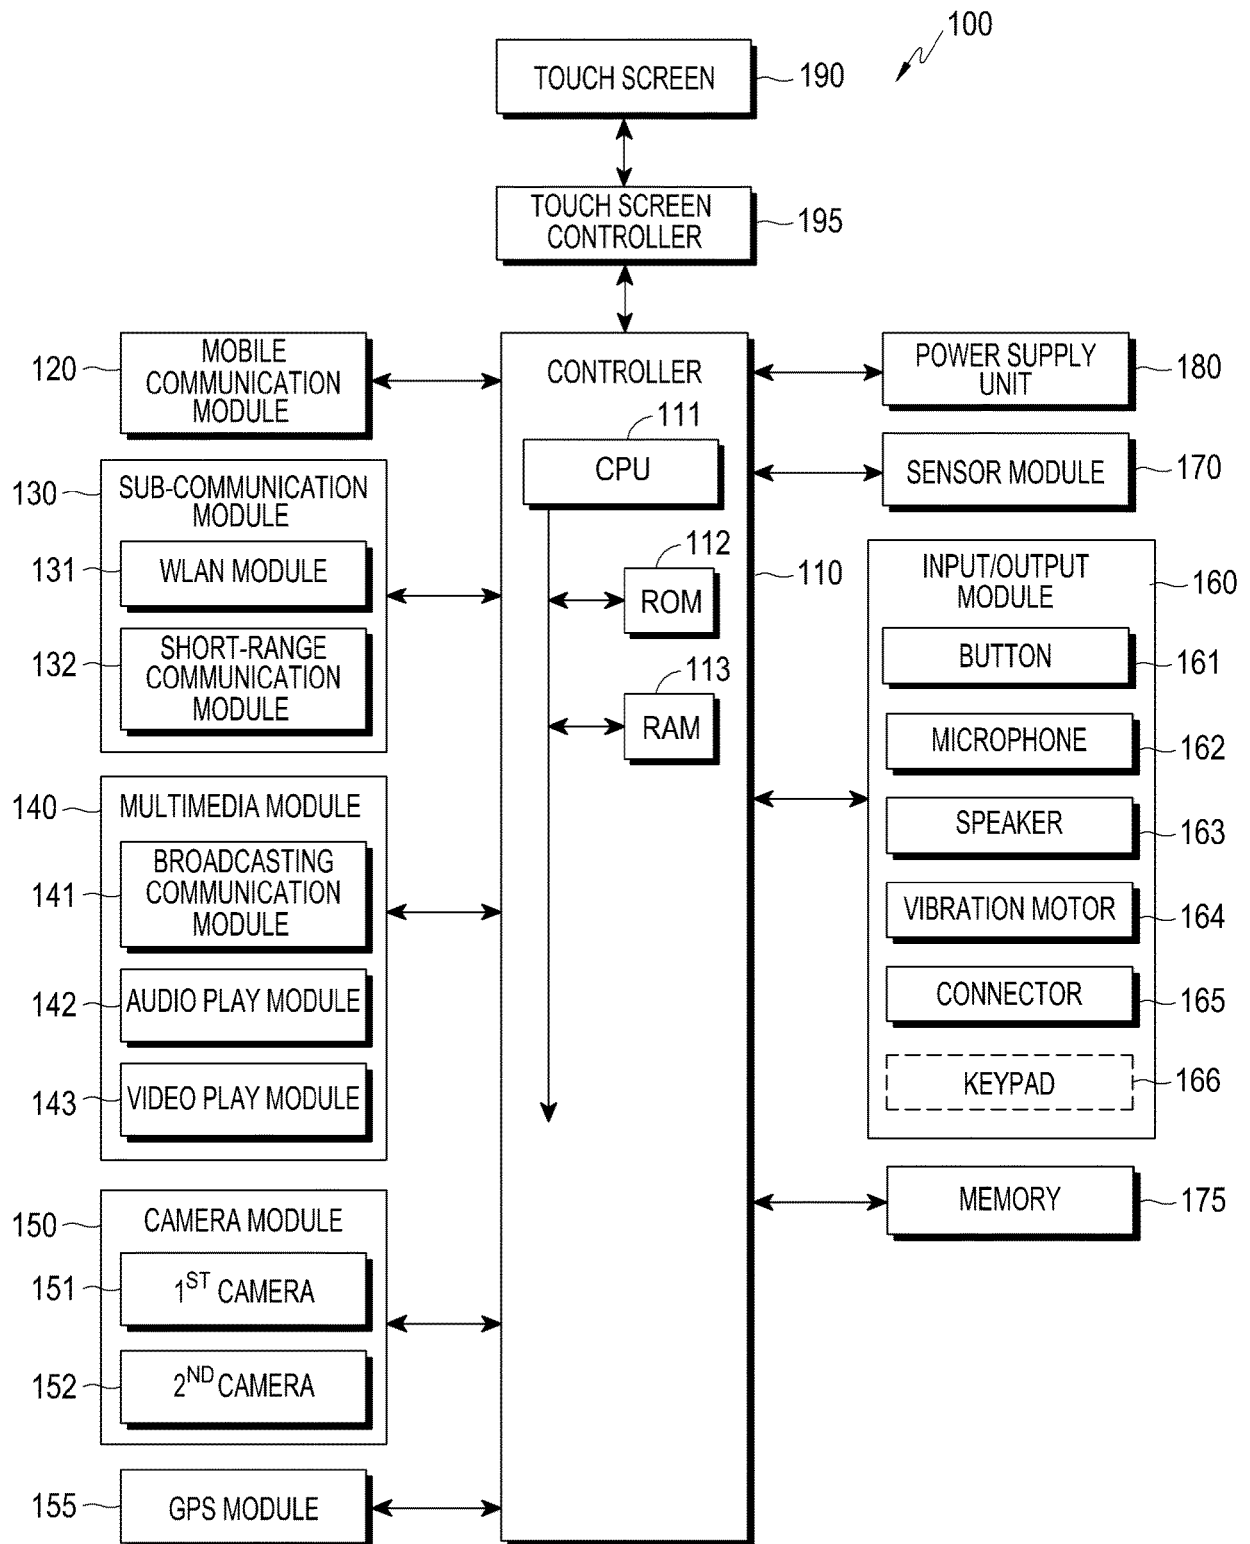 100
TOUCH SCREEN
190
TOUCH SCREEN
CONTROLLER
195
120
MOBILE
COMMUNICATION
MODULE
130
SUB-COMMUNICATION
MODULE
131
WLAN MODULE
132
SHORT-RANGE
COMMUNICATION
MODULE
140
MULTIMEDIA MODULE
141
BROADCASTING
COMMUNICATION
MODULE
142
AUDIO PLAY MODULE
143
VIDEO PLAY MODULE
150
CAMERA MODULE
151
1ST CAMERA
152
2ND CAMERA
155
GPS MODULE
CONTROLLER
111
CPU
112
ROM
113
RAM
110
POWER SUPPLY
UNIT
180
SENSOR MODULE
170
INPUT/OUTPUT
MODULE
160
BUTTON
161
MICROPHONE
162
SPEAKER
163
VIBRATION MOTOR
164
CONNECTOR
165
KEYPAD
166
MEMORY
175